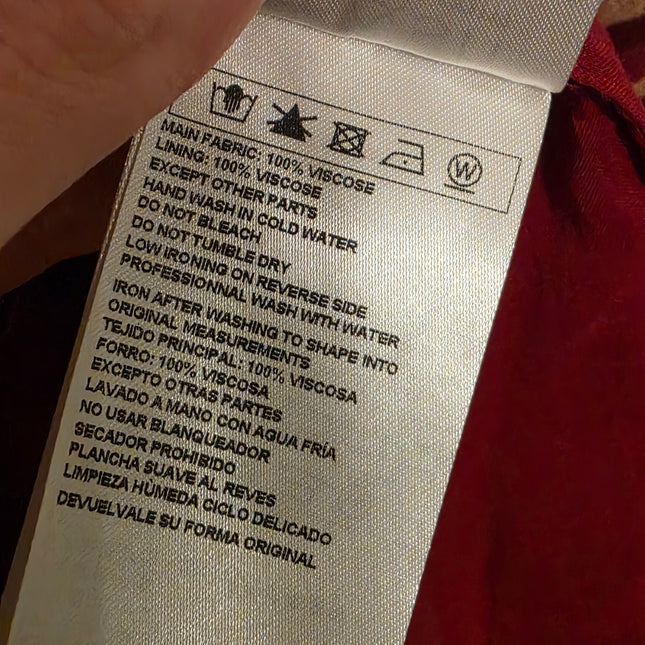 W
MAIN FABRIC: 100% VISCOSE
LINING: 100% VISCOSE
EXCEPT OTHER PARTS
HAND WASH IN COLD WATER
DO NOT BLEACH
DO NOT TUMBLE DRY
LOW IRONING ON REVERSE SIDE
PROFESSIONNAL WASH WITH WATER
IRON AFTER WASHING TO SHAPE INTO
ORIGINAL MEASUREMENTS
TEJIDO PRINCIPAL: 100% VISCOSA
FORRO: 100% VISCOSA
EXCEPTO OTRAS PARTES
LAVADO A MANO CON AGUA FRÍA
NO USAR BLANQUEADOR
SECADOR PROHIBIDO
PLANCHA SUAVE AL REVES
LIMPIEZA HÚMEDA CICLO DELICADO
DEVUELVALE SU FORMA ORIGINAL